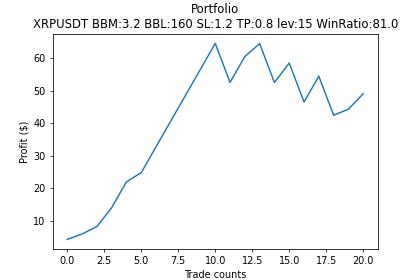 Portfolio
XRPUSDT BBM:3.2 BBL:160 SL:1.2 TP:0.8 lev:15 WinRatio:81.0
Profit ($)
60
50
40
30
20
10
0.0 2.5 5.0 7.5 10.0 12.5 15.0 17.5 20.0
Trade counts